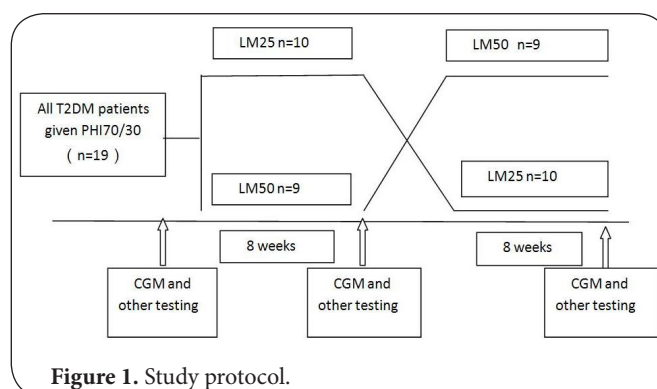 LM25 n=10
LM50 n=9
All T2DM patients
given PHI70/30
( n=19 )
LM50 n=9
LM25 n=10
8 weeks
8 weeks
CGM and
other testing
CGM and
other testing
CGM and
other testing
Figure 1. Study protocol.